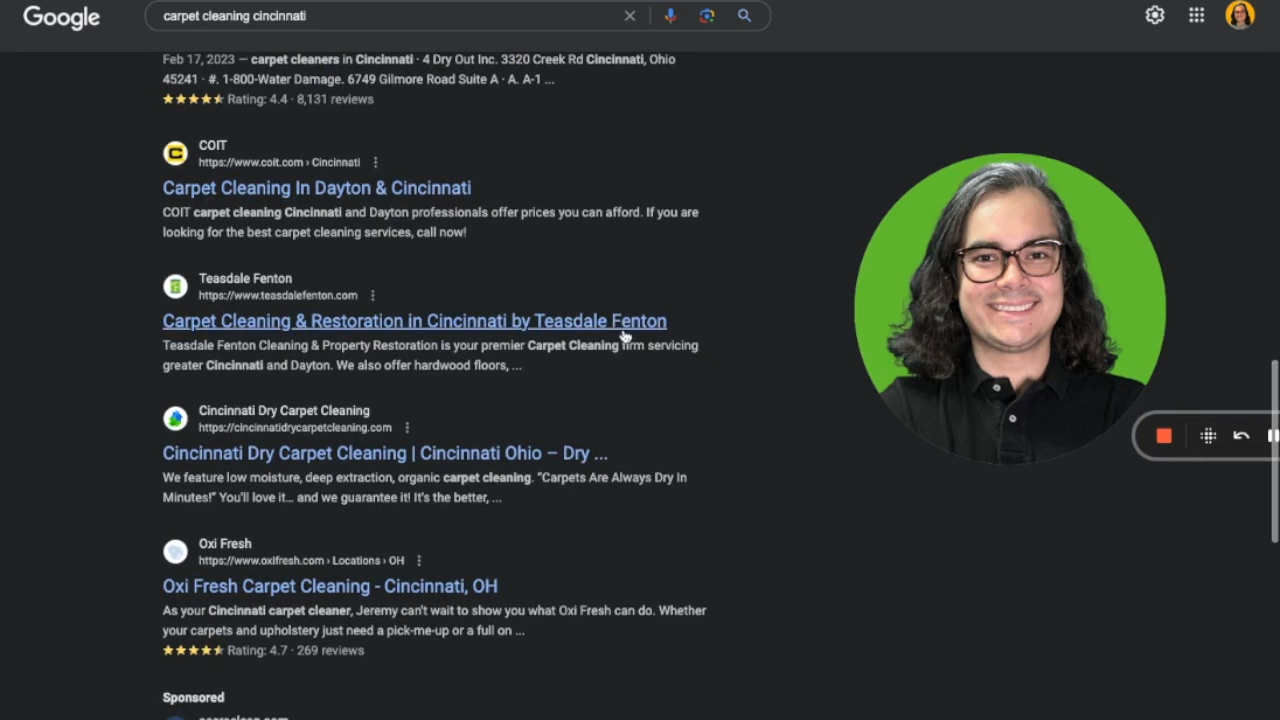 Google
carpet cleaning cincinnati
Feb 17, 2023 — carpet cleaners in Cincinnati · 4 Dry Out Inc. 3320 Creek Rd Cincinnati, Ohio
45241 · #. 1-800-Water Damage. 6749 Gilmore Road Suite A · A. A-1 ...
Rating: 4.4 · 8,131 reviews
COIT
https://www.coit.com › Cincinnati
Carpet Cleaning In Dayton & Cincinnati
COIT carpet cleaning Cincinnati and Dayton professionals offer prices you can afford. If you are
looking for the best carpet cleaning services, call now!
Teasdale Fenton
https://www.teasdalefenton.com
Carpet Cleaning & Restoration in Cincinnati by Teasdale Fenton
Teasdale Fenton Cleaning & Property Restoration is your premier Carpet Cleaning firm servicing
greater Cincinnati and Dayton. We also offer hardwood floors, ...
Cincinnati Dry Carpet Cleaning
https://cincinnatidrycarpetcleaning.com
Cincinnati Dry Carpet Cleaning | Cincinnati Ohio – Dry ...
We feature low moisture, deep extraction, organic carpet cleaning. “Carpets Are Always Dry In
Minutes!” You'll love it… and we guarantee it! It's the better, ...
Oxi Fresh
https://www.oxifresh.com › Locations › OH
Oxi Fresh Carpet Cleaning - Cincinnati, OH
As your Cincinnati carpet cleaner, Jeremy can't wait to show you what Oxi Fresh can do. Whether
your carpets and upholstery just need a pick-me-up or a full on ...
Rating: 4.7 · 269 reviews
Sponsored